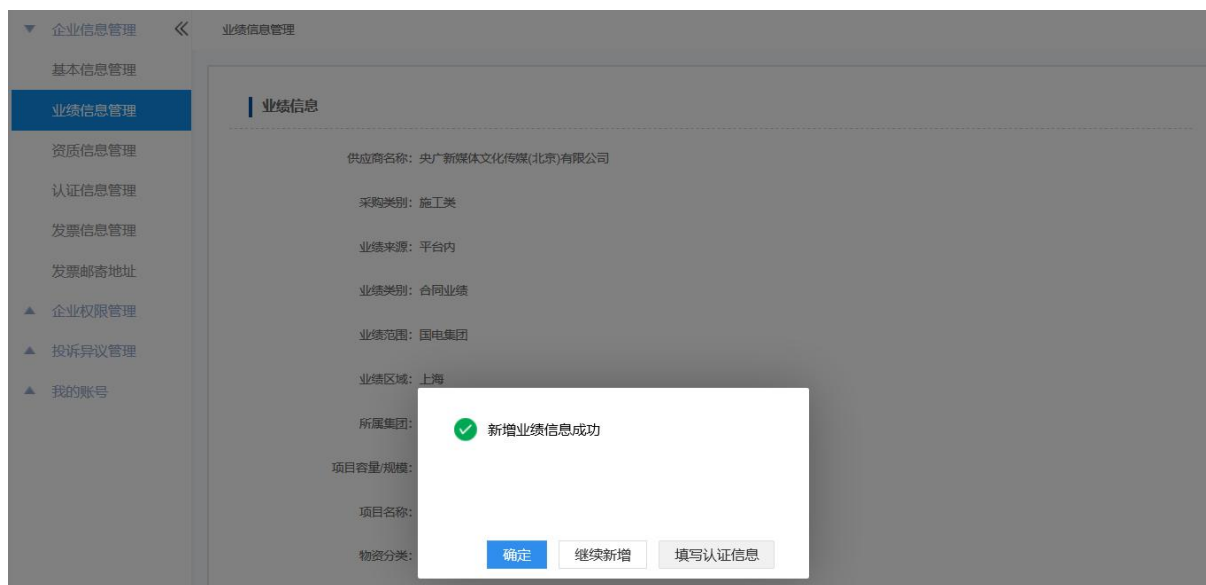 企业信息管理
业绩信息管理
基本信息管理
业绩信息管理
资质信息管理
认证信息管理
发票信息管理
发票邮寄地址
企业权限管理
投诉异议管理
我的账号
业绩信息
供应商名称: 央广新媒体文化传媒(北京)有限公司
采购类别: 施工类
业绩来源: 平台内
业绩类别: 合同业绩
业绩范围: 国电集团
业绩区域: 上海
所属集团:
项目容量/规模:
项目名称:
物资分类:
新增业绩信息成功
确定 继续新增 填写认证信息